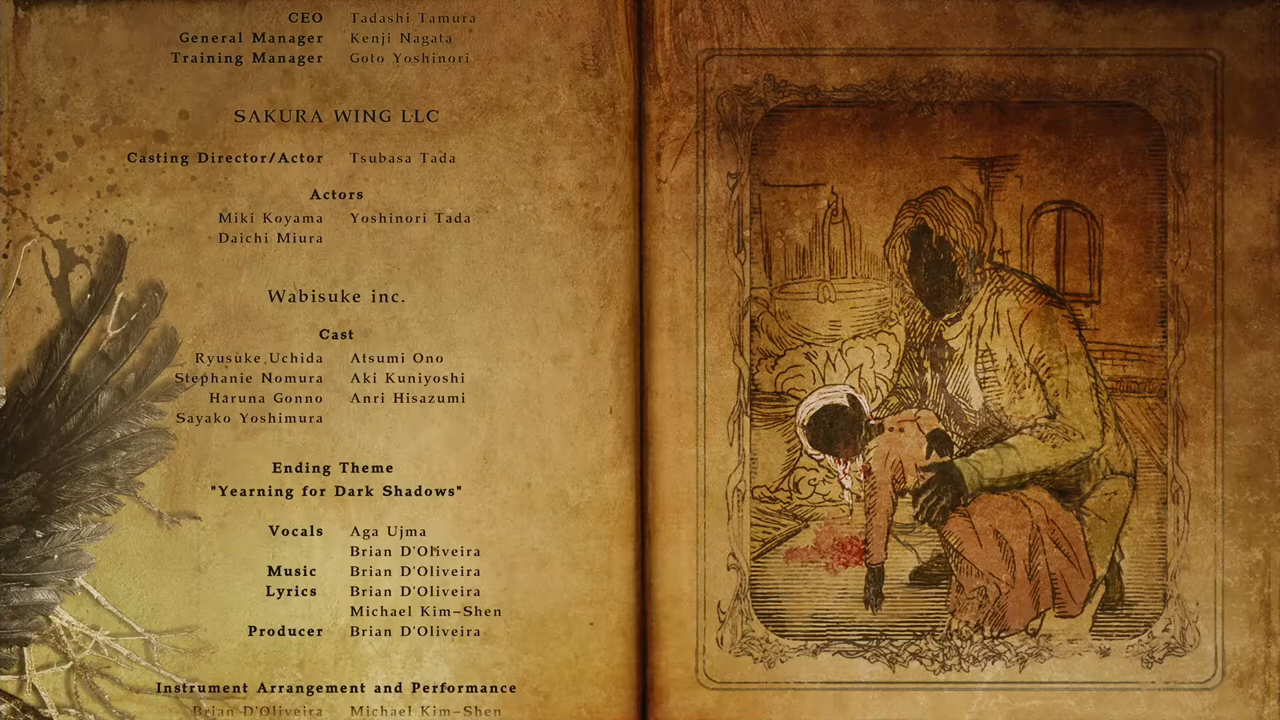 CEO Tadashi Tamura
General Manager Kenji Nagata
Training Manager Goto Yoshinori
SAKURA WING LLC
Casting Director/Actor Tsubasa Tada
Actors
Miki Koyama Yoshinori Tada
Daichi Miura
Wabisuke inc.
Cast
Ryusuke Uchida Atsumi Ono
Stephanie Nomura Aki Kuniyoshi
Haruna Gonno Anri Hisazumi
Sayako Yoshimura
Ending Theme
"Yearning for Dark Shadows"
Vocals Aga Ujma
Brian D'Oliveira
Music Brian D'Oliveira
Lyrics Brian D'Oliveira
Michael Kim-Shen
Producer Brian D'Oliveira
Instrument Arrangement and Performance
Brian D'Oliveira Michael Kim-Shen